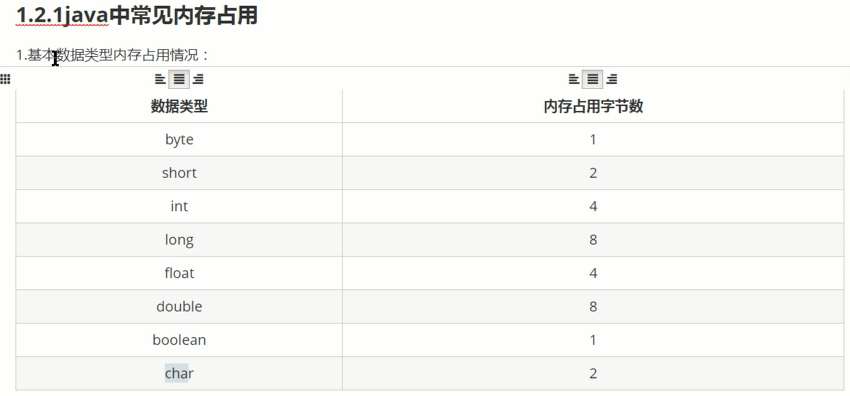 1.2.1java中常见内存占用
1.基本数据类型内存占用情况：
数据类型 内存占用字节数
byte 1
short 2
int 4
long 8
float 4
double 8
boolean 1
char 2